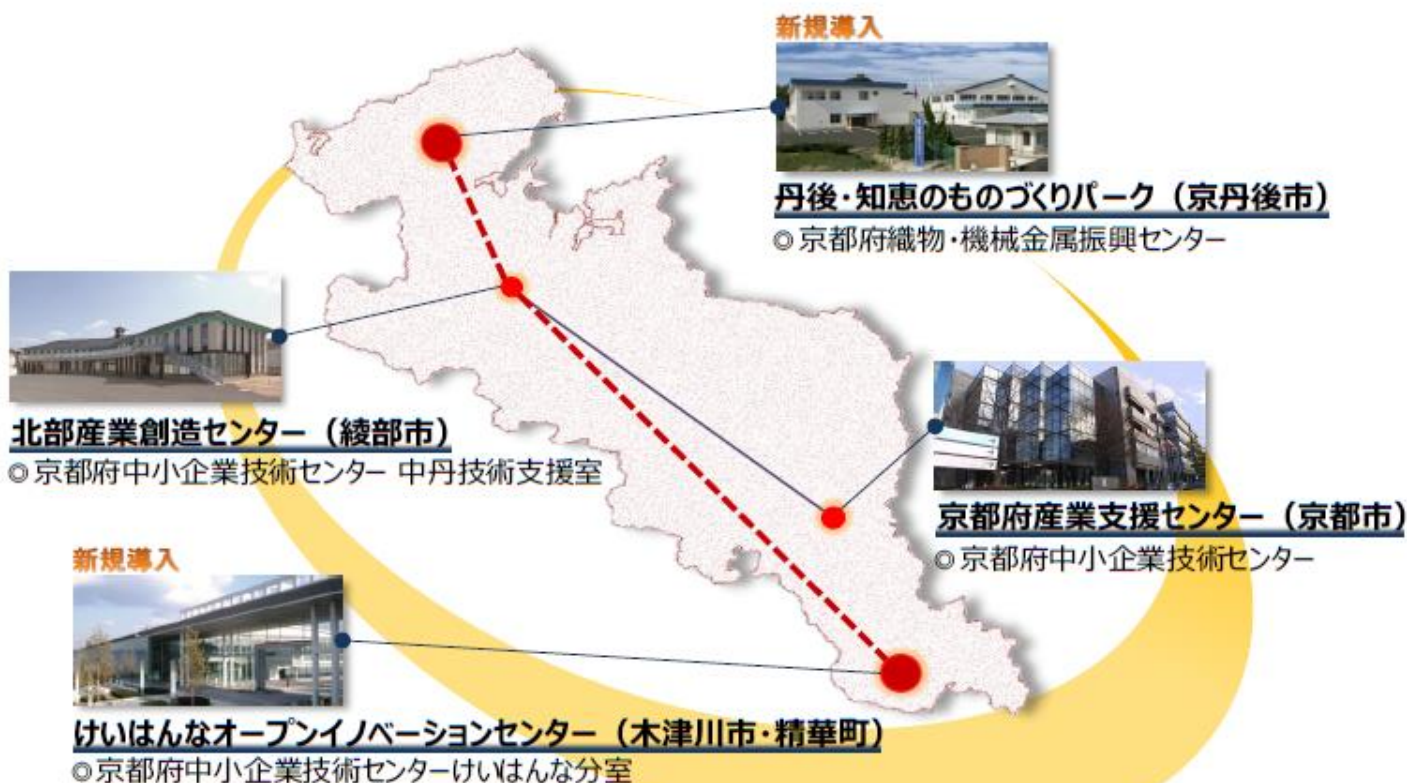 新規導入
丹後・知恵のものづくりパーク（京丹後市）
◎京都府織物・機械金属振興センター
北部産業創造センター（綾部市）
◎京都府中小企業技術センター 中丹技術支援室
京都府産業支援センター（京都市）
◎京都府中小企業技術センター
新規導入
けいはんなオープンイノベーションセンター（木津川市・精華町）
◎京都府中小企業技術センターけいはんな分室